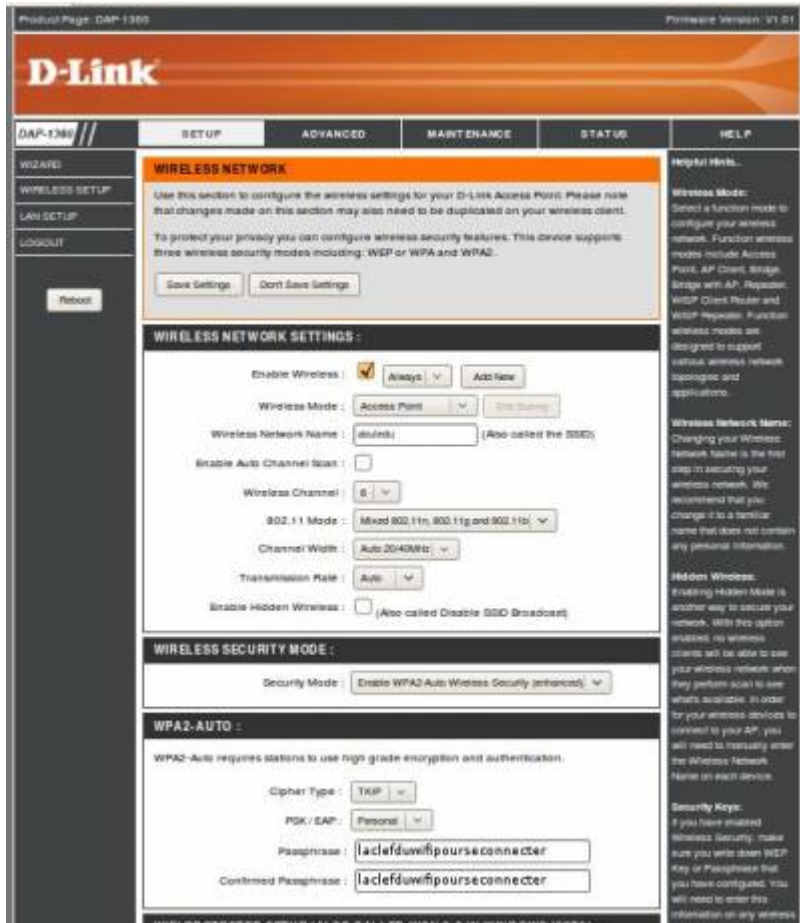 Product Page: DAP-1360
Firmware Version: V1.01
D-Link
DAP-1360
SETUP
ADVANCED
MAINTENANCE
STATUS
HELP
WIZARD
WIRELESS SETUP
LAN SETUP
LOGOUT
Reboot
WIRELESS NETWORK
Use this section to configure the wireless settings for your D-Link Access Point. Please note
that changes made on this section may also need to be duplicated on your wireless client.
To protect your privacy you can configure wireless security features. This device supports
three wireless security modes including: WEP or WPA and WPA2.
Save Settings
Don't Save Settings
WIRELESS NETWORK SETTINGS :
Enable Wireless :
Always
Add New
Wireless Mode :
Access Point
Wireless Network Name :
(Also called the SSID)
Enable Auto Channel Scan :
Wireless Channel :
6
802.11 Mode :
Mixed 802.11n, 802.11g and 802.11b
Channel Width :
Auto 20/40MHz
Transmission Rate :
Auto
Enable Hidden Wireless :
(Also called Disable SSID Broadcast)
WIRELESS SECURITY MODE :
Security Mode :
Enable WPA2-Auto Wireless Security (enhanced)
WPA2-AUTO :
WPA2-Auto requires stations to use high grade encryption and authentication.
Cipher Type :
TKIP
PSK / EAP :
Personal
Passphrase :
laclefduwifipourseconnecter
Confirmed Passphrase :
laclefduwifipourseconnecter
Helpful Hints..
Wireless Mode:
Select a function mode to
configure your wireless
network. Function wireless
modes include Access
Point, AP Client, Bridge,
Bridge with AP, Repeater,
WISP Client Router and
WISP Repeater. Function
wireless modes are
designed to support
various wireless network
topologies and
applications.
Wireless Network Name:
Changing your Wireless
Network Name is the first
step in securing your
wireless network. We
recommend that you
change it to a familiar
name that does not contain
any personal information.
Hidden Wireless:
Enabling Hidden Mode is
another way to secure your
network. With this option
enabled, no wireless
clients will be able to see
your wireless network when
they perform scan to see
what's available. In order
for your wireless devices to
connect to your AP, you
will need to manually enter
the Wireless Network
Name on each device.
Security Keys:
If you have enabled
Wireless Security, make
sure you write down WEP
Key or Passphrase that
you have configured. You
will need to enter this
information on any wireless